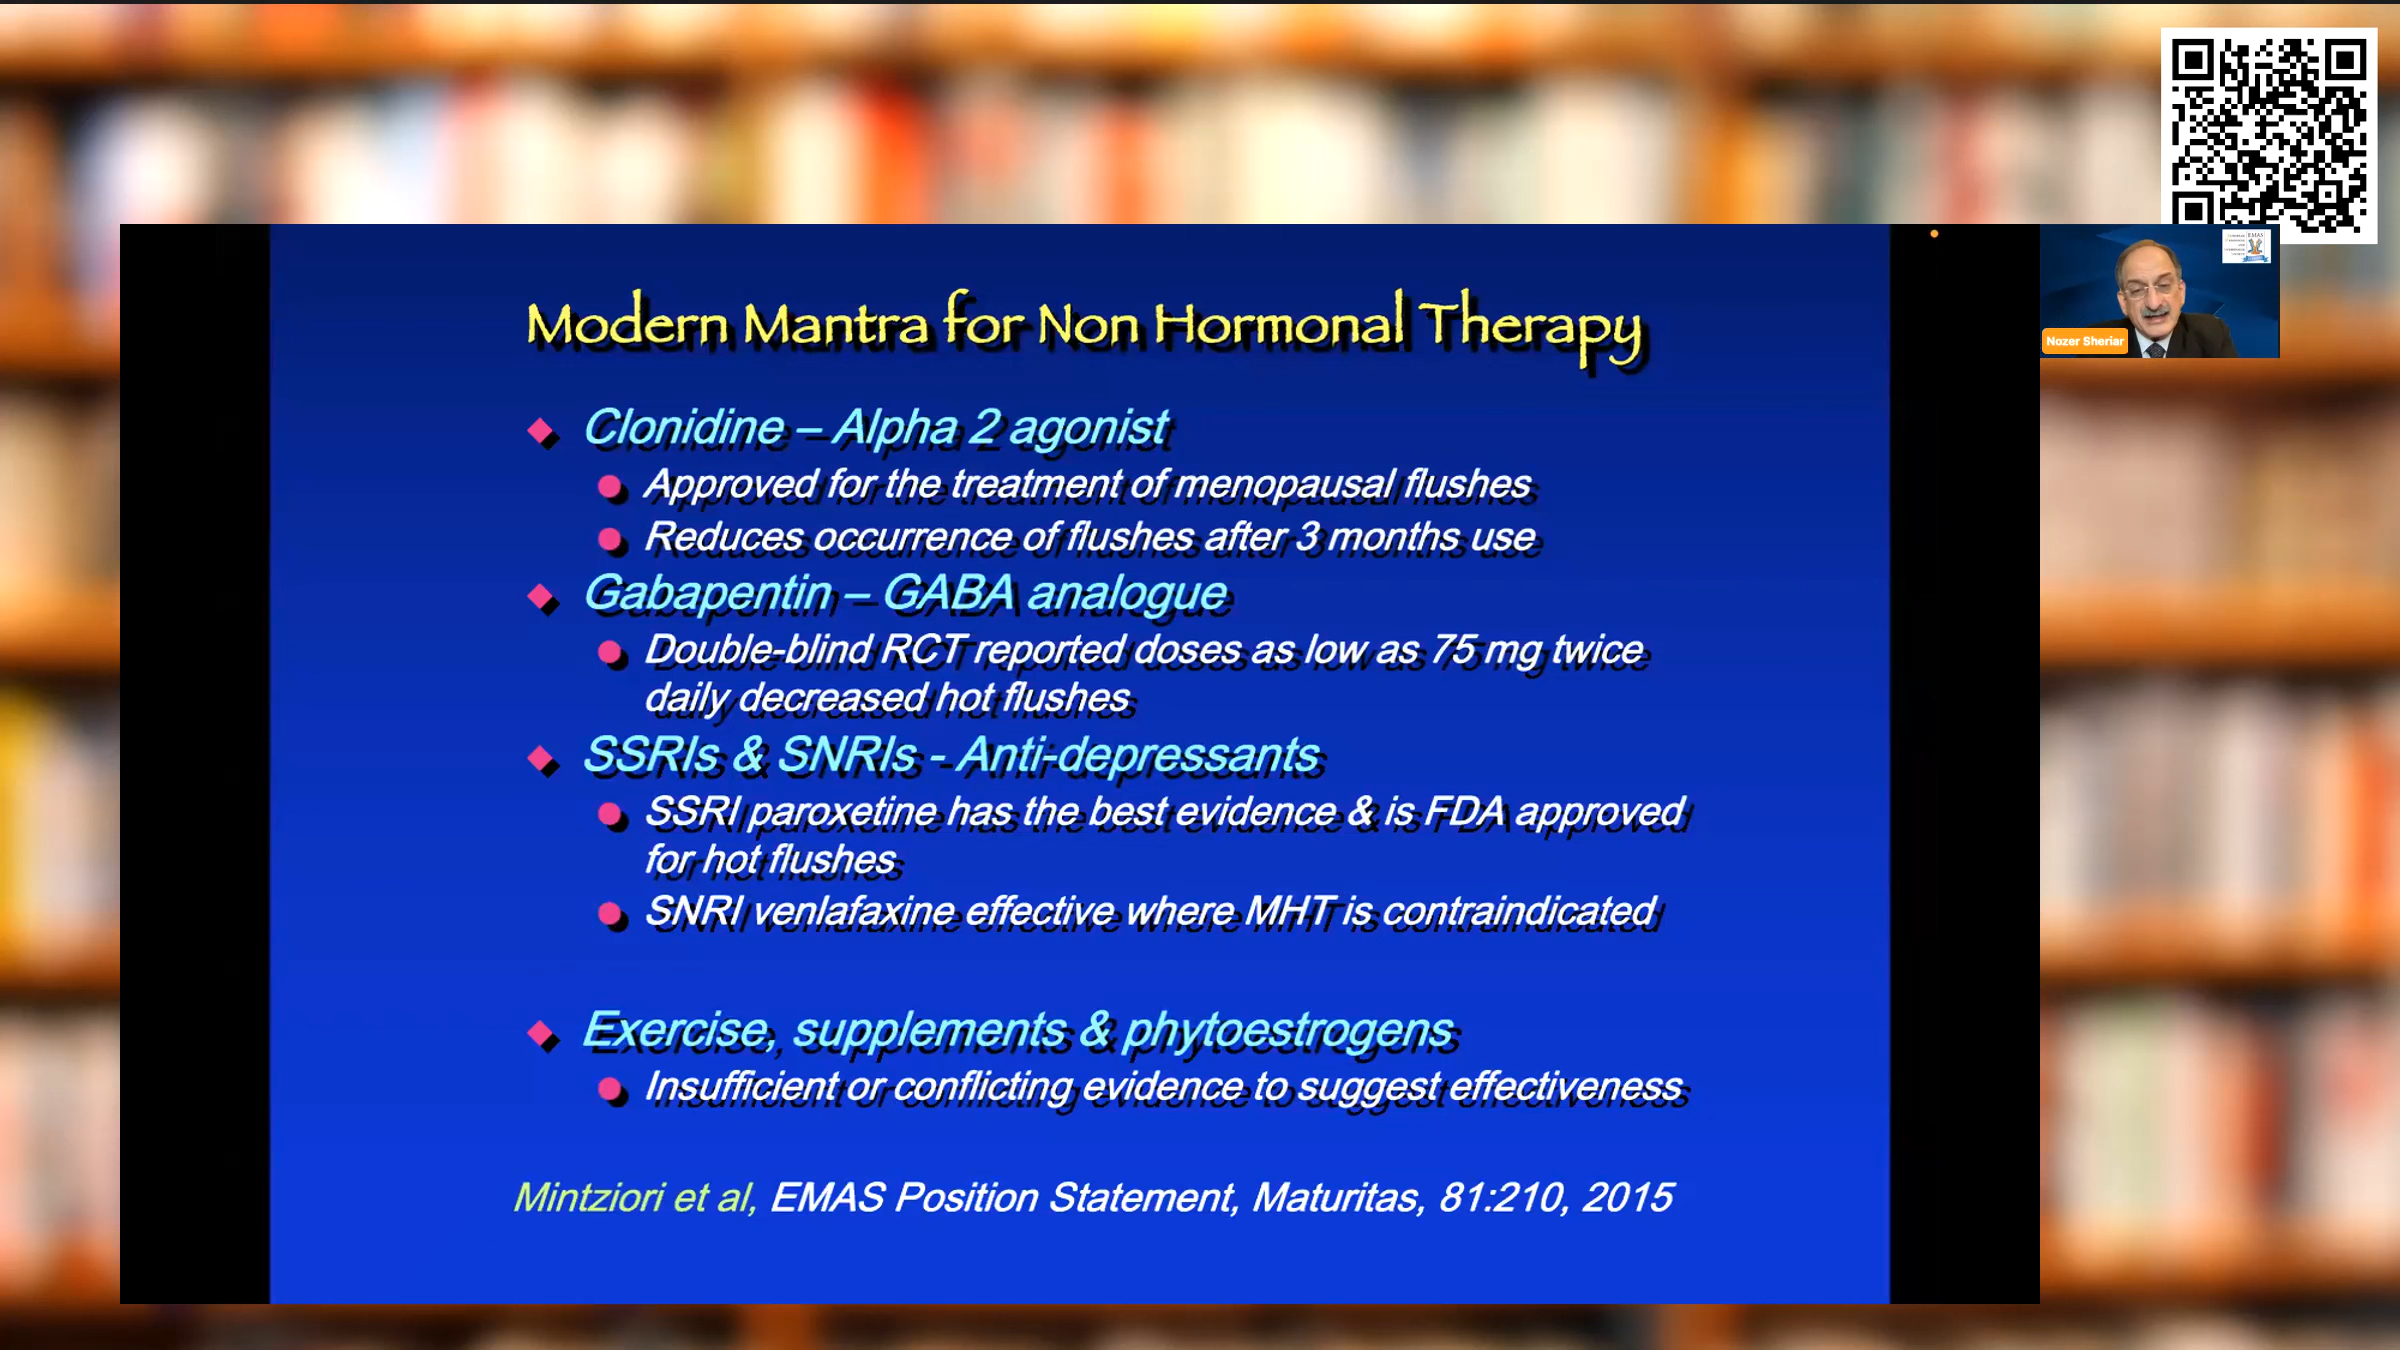 Modern Mantra for Non Hormonal Therapy
Clonidine – Alpha 2 agonist
Approved for the treatment of menopausal flushes
Reduces occurrence of flushes after 3 months use
Gabapentin – GABA analogue
Double-blind RCT reported doses as low as 75 mg twice
daily decreased hot flushes
SSRIs & SNRIs - Anti-depressants
SSRI paroxetine has the best evidence & is FDA approved
for hot flushes
SNRI venlafaxine effective where MHT is contraindicated
Exercise, supplements & phytoestrogens
Insufficient or conflicting evidence to suggest effectiveness
Mintziori et al, EMAS Position Statement, Maturitas, 81:210, 2015
EMAS
Nozer Sheriar